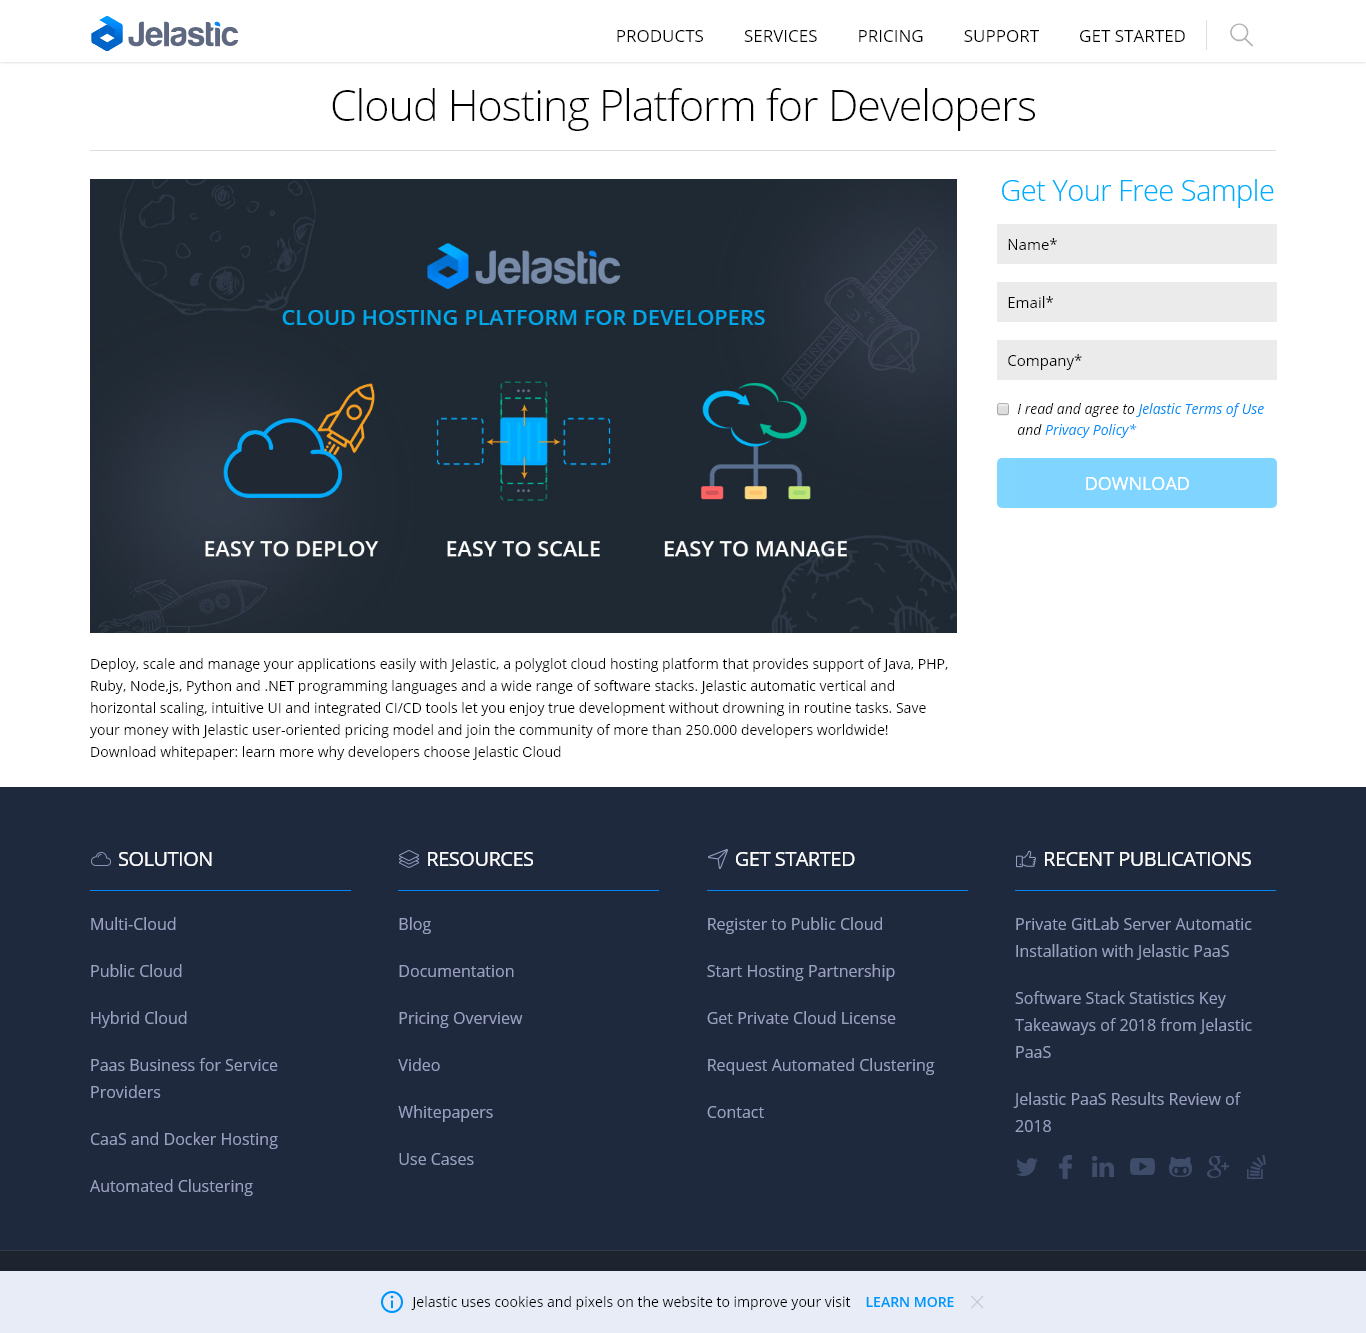 Jelastic
PRODUCTS
SERVICES
PRICING
SUPPORT
GET STARTED
Cloud Hosting Platform for Developers
Jelastic
CLOUD HOSTING PLATFORM FOR DEVELOPERS
EASY TO DEPLOY
EASY TO SCALE
EASY TO MANAGE
Get Your Free Sample
Name*
Email*
Company*
I read and agree to Jelastic Terms of Use
and Privacy Policy*
DOWNLOAD
Deploy, scale and manage your applications easily with Jelastic, a polyglot cloud hosting platform that provides support of Java, PHP,
Ruby, Node.js, Python and .NET programming languages and a wide range of software stacks. Jelastic automatic vertical and
horizontal scaling, intuitive UI and integrated CI/CD tools let you enjoy true development without drowning in routine tasks. Save
your money with Jelastic user-oriented pricing model and join the community of more than 250.000 developers worldwide!
Download whitepaper: learn more why developers choose Jelastic Cloud
SOLUTION
Multi-Cloud
Public Cloud
Hybrid Cloud
Paas Business for Service
Providers
CaaS and Docker Hosting
Automated Clustering
RESOURCES
Blog
Documentation
Pricing Overview
Video
Whitepapers
Use Cases
GET STARTED
Register to Public Cloud
Start Hosting Partnership
Get Private Cloud License
Request Automated Clustering
Contact
RECENT PUBLICATIONS
Private GitLab Server Automatic
Installation with Jelastic PaaS
Software Stack Statistics Key
Takeaways of 2018 from Jelastic
PaaS
Jelastic PaaS Results Review of
2018
Jelastic uses cookies and pixels on the website to improve your visit LEARN MORE